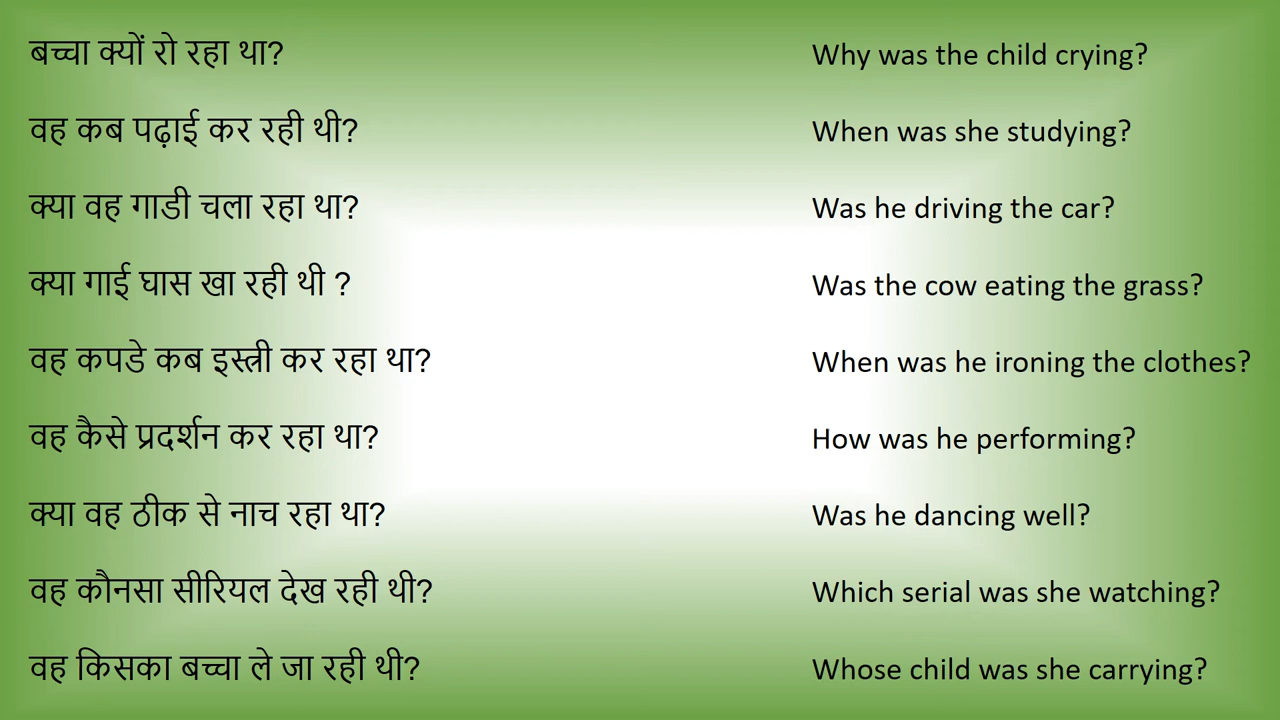 बच्चा क्यों रो रहा था? Why was the child crying?
वह कब पढ़ाई कर रही थी? When was she studying?
क्या वह गाडी चला रहा था? Was he driving the car?
क्या गाई घास खा रही थी ? Was the cow eating the grass?
वह कपडे कब इस्त्री कर रहा था? When was he ironing the clothes?
वह कैसे प्रदर्शन कर रहा था? How was he performing?
क्या वह ठीक से नाच रहा था? Was he dancing well?
वह कौनसा सीरियल देख रही थी? Which serial was she watching?
वह किसका बच्चा ले जा रही थी? Whose child was she carrying?